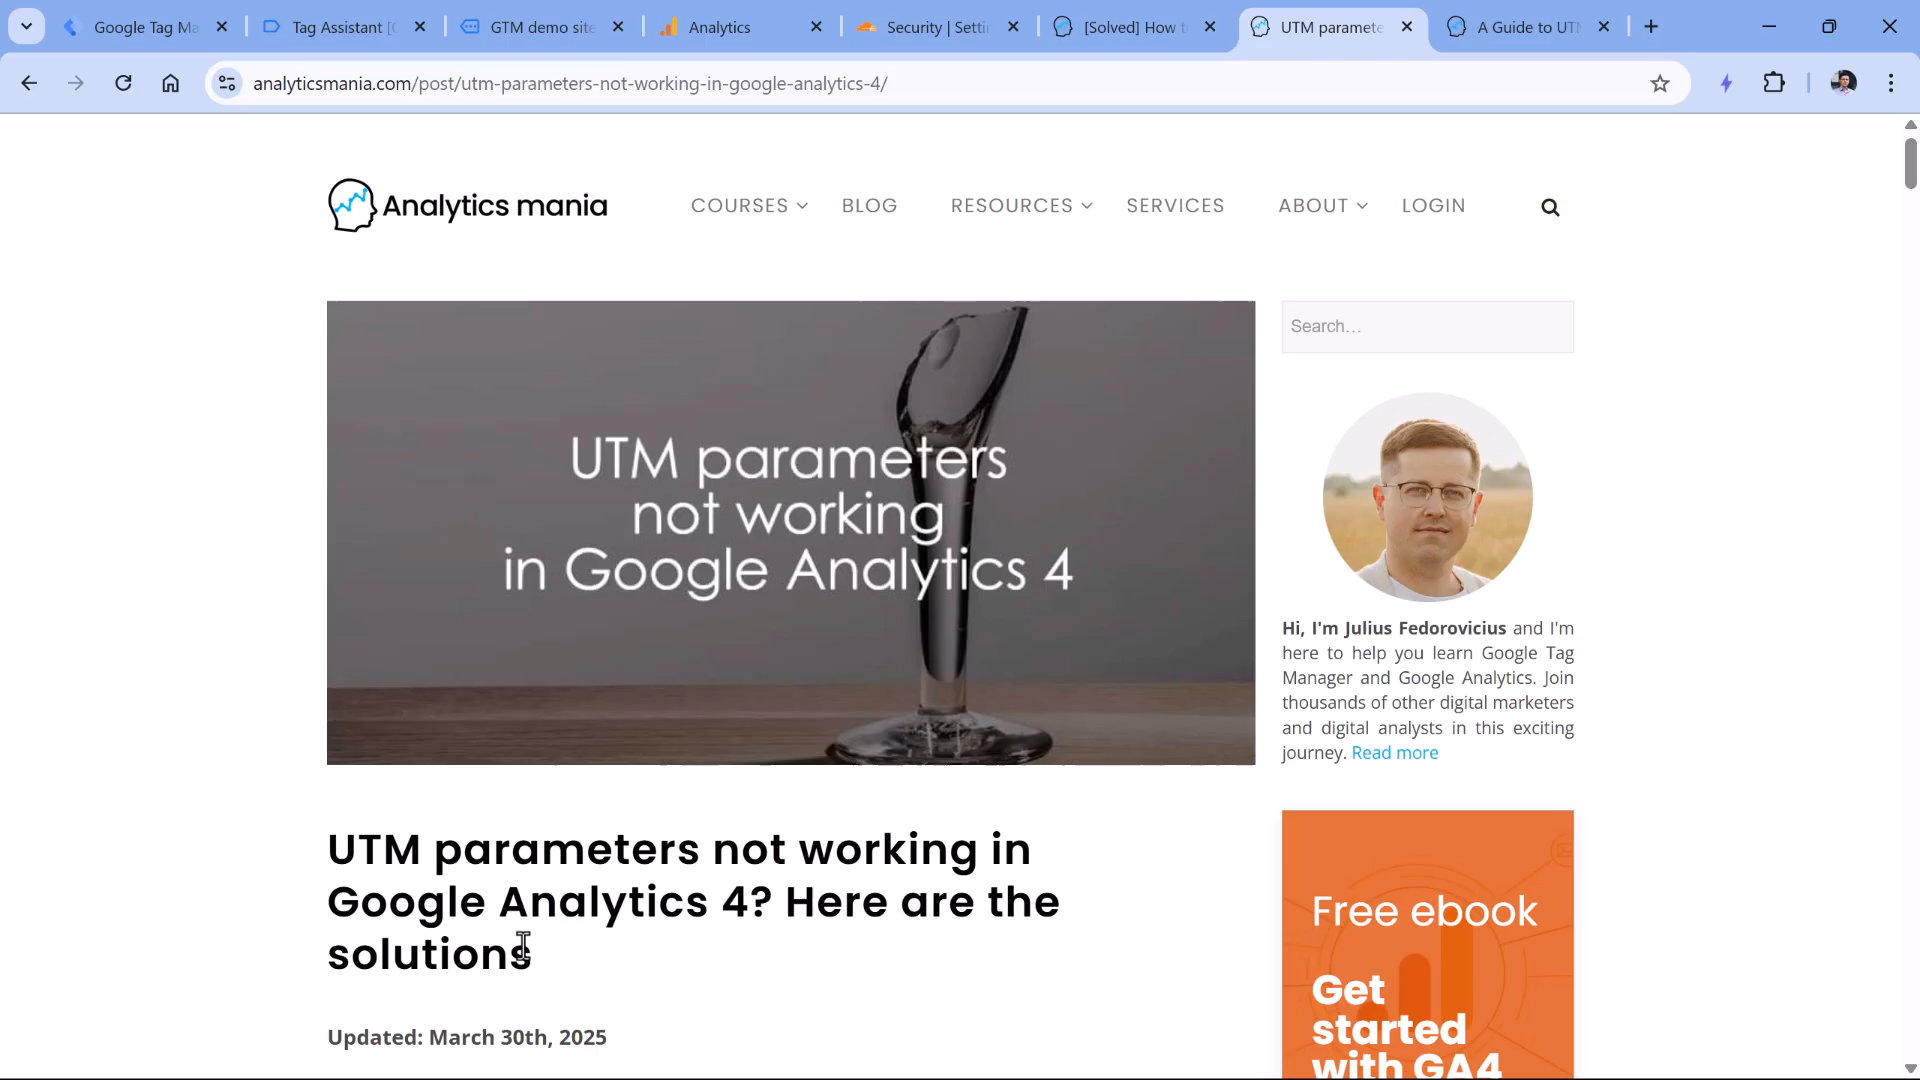 Google Tag Ma
Tag Assistant [
GTM demo site
Analytics
Security | Setti
[Solved] How t
UTM paramete
A Guide to UT
analyticsmania.com/post/utm-parameters-not-working-in-google-analytics-4/
Analytics mania
COURSES
BLOG
RESOURCES
SERVICES
ABOUT
LOGIN
UTM parameters
not working
in Google Analytics 4
Search…
Hi, I'm Julius Fedorovicius and I'm
here to help you learn Google Tag
Manager and Google Analytics. Join
thousands of other digital marketers
and digital analysts in this exciting
journey. Read more
UTM parameters not working in
Google Analytics 4? Here are the
solutions
Updated: March 30th, 2025
Free ebook
Get
started
with GA4